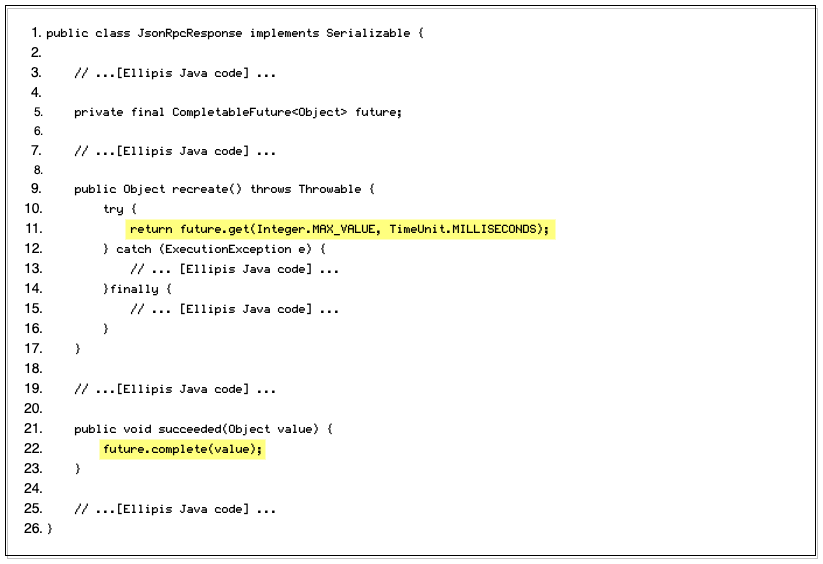 1. public class JsonRpcResponse implements Serializable {
2.
3. // ...[Ellipis Java code] ...
4.
5. private final CompletableFuture<Object> future;
6.
7. // ...[Ellipis Java code] ...
8.
9. public Object recreate() throws Throwable {
10. try {
11. return future.get(Integer.MAX_VALUE, TimeUnit.MILLISECONDS);
12. } catch (ExecutionException e) {
13. // ... [Ellipis Java code] ...
14. }finally {
15. // ... [Ellipis Java code] ...
16. }
17. }
18.
19. // ...[Ellipis Java code] ...
20.
21. public void succeeded(Object value) {
22. future.complete(value);
23. }
24.
25. // ...[Ellipis Java code] ...
26. }